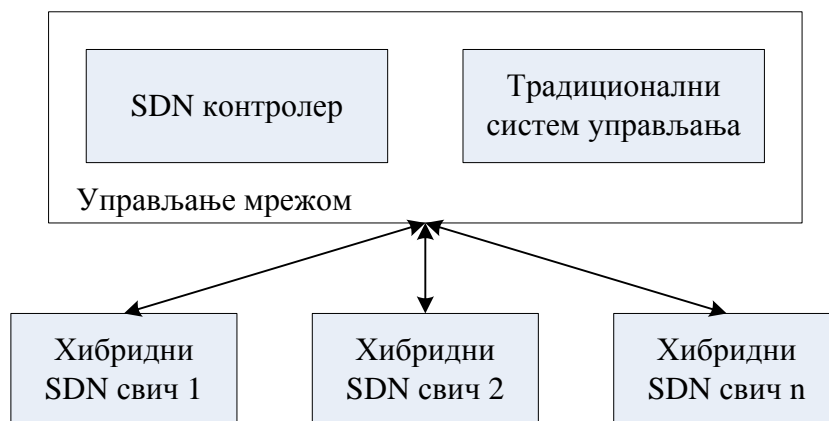 SDN контролер
Традиционални
систем управљања
Управљање мрежом
Хибридни
SDN свич 1
Хибридни
SDN свич 2
Хибридни
SDN свич n